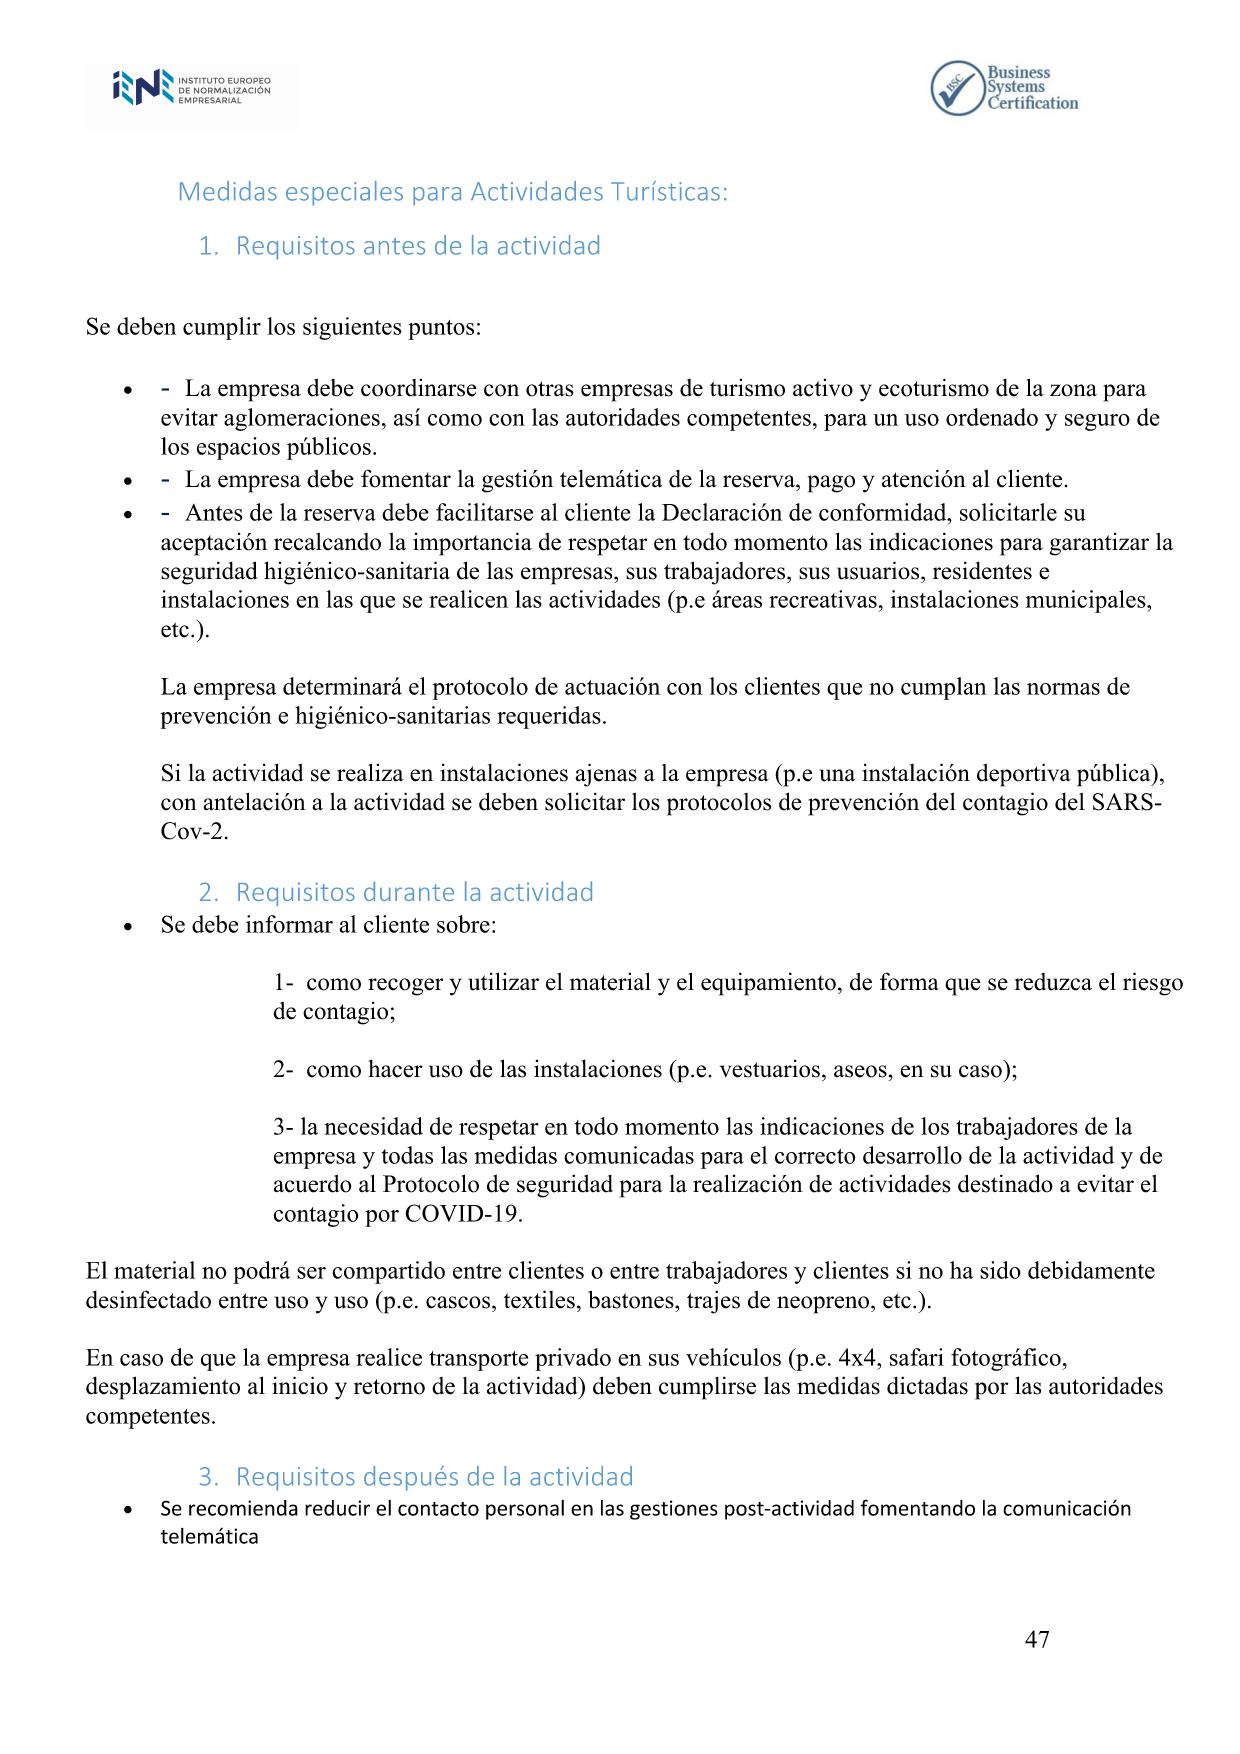 iENE INSTITUTO EUROPEO
DE NORMALIZACIÓN
EMPRESARIAL
BSC Business
Systems
Certification
Medidas especiales para Actividades Turísticas:
1. Requisitos antes de la actividad
Se deben cumplir los siguientes puntos:
• - La empresa debe coordinarse con otras empresas de turismo activo y ecoturismo de la zona para
evitar aglomeraciones, así como con las autoridades competentes, para un uso ordenado y seguro de
los espacios públicos.
• - La empresa debe fomentar la gestión telemática de la reserva, pago y atención al cliente.
• - Antes de la reserva debe facilitarse al cliente la Declaración de conformidad, solicitarle su
aceptación recalcando la importancia de respetar en todo momento las indicaciones para garantizar la
seguridad higiénico-sanitaria de las empresas, sus trabajadores, sus usuarios, residentes e
instalaciones en las que se realicen las actividades (p.e áreas recreativas, instalaciones municipales,
etc.).
La empresa determinará el protocolo de actuación con los clientes que no cumplan las normas de
prevención e higiénico-sanitarias requeridas.
Si la actividad se realiza en instalaciones ajenas a la empresa (p.e una instalación deportiva pública),
con antelación a la actividad se deben solicitar los protocolos de prevención del contagio del SARS-
Cov-2.
2. Requisitos durante la actividad
• Se debe informar al cliente sobre:
1- como recoger y utilizar el material y el equipamiento, de forma que se reduzca el riesgo
de contagio;
2- como hacer uso de las instalaciones (p.e. vestuarios, aseos, en su caso);
3- la necesidad de respetar en todo momento las indicaciones de los trabajadores de la
empresa y todas las medidas comunicadas para el correcto desarrollo de la actividad y de
acuerdo al Protocolo de seguridad para la realización de actividades destinado a evitar el
contagio por COVID-19.
El material no podrá ser compartido entre clientes o entre trabajadores y clientes si no ha sido debidamente
desinfectado entre uso y uso (p.e. cascos, textiles, bastones, trajes de neopreno, etc.).
En caso de que la empresa realice transporte privado en sus vehículos (p.e. 4x4, safari fotográfico,
desplazamiento al inicio y retorno de la actividad) deben cumplirse las medidas dictadas por las autoridades
competentes.
3. Requisitos después de la actividad
• Se recomienda reducir el contacto personal en las gestiones post-actividad fomentando la comunicación
telemática
47